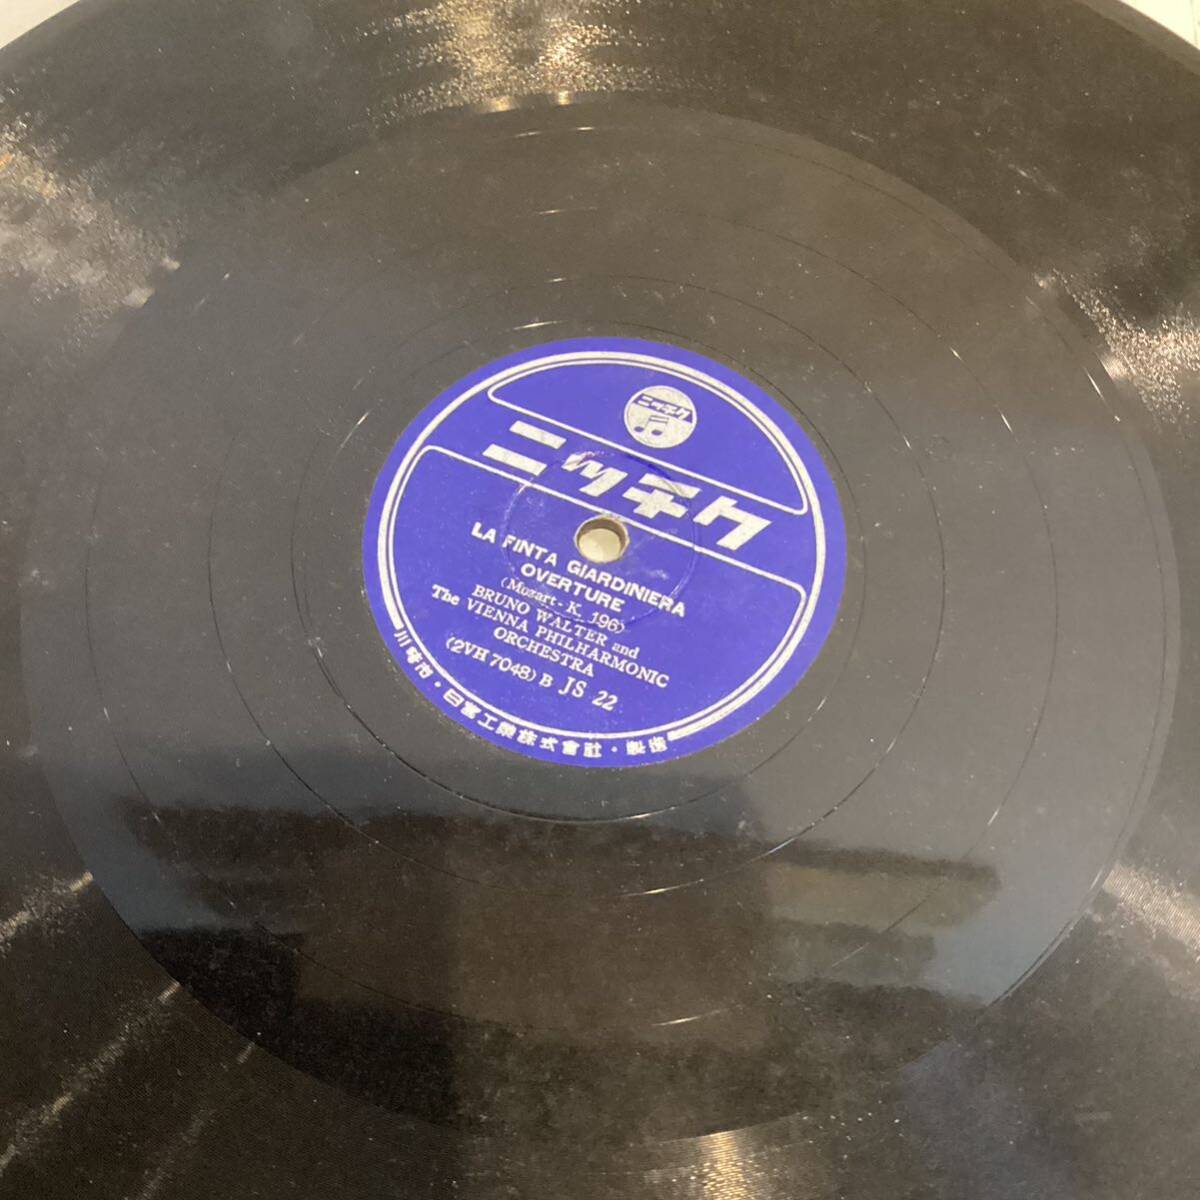 ニッチク
ニッチク
LA FINTA GIARDINIERA
OVERTURE
(Mozart - K. 196)
BRUNO WALTER and
The VIENNA PHILHARMONIC
ORCHESTRA
(2VH 7048) B JS 22
川崎市・日蓄工業株式會社・製造